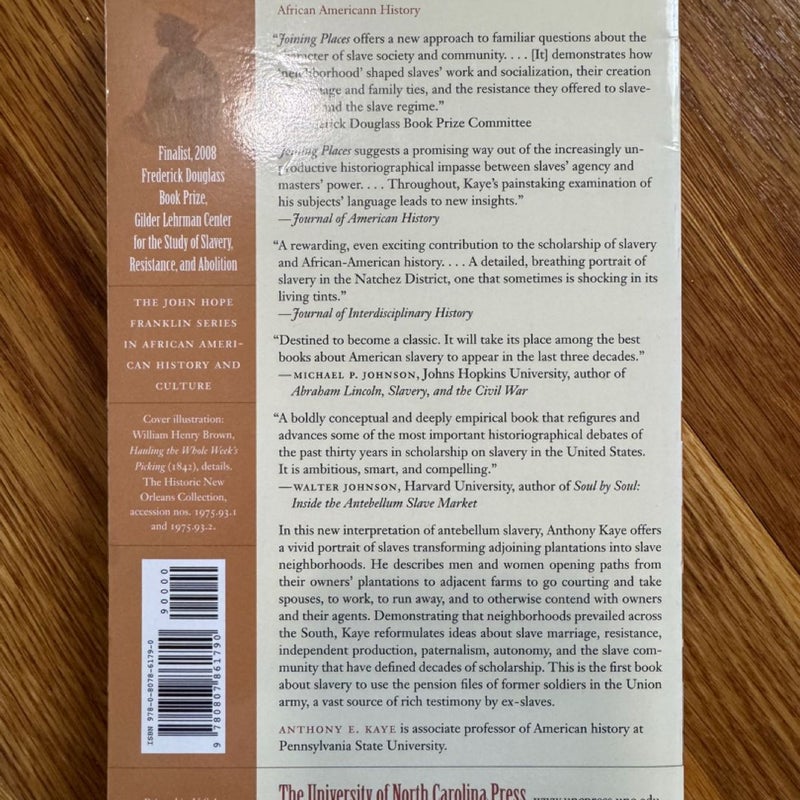 African Americann History
“Joining Places offers a new approach to familiar questions about the
character of slave society and community. . . . [It] demonstrates how
‘neighborhood’ shaped slaves’ work and socialization, their creation
and family ties, and the resistance they offered to slave-
and the slave regime.”
Frederick Douglass Book Prize Committee
Joining Places suggests a promising way out of the increasingly un-
productive historiographical impasse between slaves’ agency and
masters’ power. . . . Throughout, Kaye’s painstaking examination of
his subjects’ language leads to new insights.”
—Journal of American History
“A rewarding, even exciting contribution to the scholarship of slavery
and African-American history. . . . A detailed, breathing portrait of
slavery in the Natchez District, one that sometimes is shocking in its
living tints.”
—Journal of Interdisciplinary History
“Destined to become a classic. It will take its place among the best
books about American slavery to appear in the last three decades.”
—MICHAEL P. JOHNSON, Johns Hopkins University, author of
Abraham Lincoln, Slavery, and the Civil War
“A boldly conceptual and deeply empirical book that refigures and
advances some of the most important historiographical debates of
the past thirty years in scholarship on slavery in the United States.
It is ambitious, smart, and compelling.”
—WALTER JOHNSON, Harvard University, author of Soul by Soul:
Inside the Antebellum Slave Market
In this new interpretation of antebellum slavery, Anthony Kaye offers
a vivid portrait of slaves transforming adjoining plantations into slave
neighborhoods. He describes men and women opening paths from
their owners’ plantations to adjacent farms to go courting and take
spouses, to work, to run away, and to otherwise contend with owners
and their agents. Demonstrating that neighborhoods prevailed across
the South, Kaye reformulates ideas about slave marriage, resistance,
independent production, paternalism, autonomy, and the slave com-
munity that have defined decades of scholarship. This is the first book
about slavery to use the pension files of former soldiers in the Union
army, a vast source of rich testimony by ex-slaves.
ANTHONY E. KAYE is associate professor of American history at
Pennsylvania State University.
The University of North Carolina Press
Finalist, 2008
Frederick Douglass
Book Prize,
Gilder Lehrman Center
for the Study of Slavery,
Resistance, and Abolition
THE JOHN HOPE
FRANKLIN SERIES
IN AFRICAN AMERI-
CAN HISTORY AND
CULTURE
Cover illustration:
William Henry Brown,
Hauling the Whole Week’s
Picking (1842), details.
The Historic New
Orleans Collection,
accession nos. 1975.93.1
and 1975.93.2.
90000
ISBN 978-0-8078-6179-0
9 780807 861790